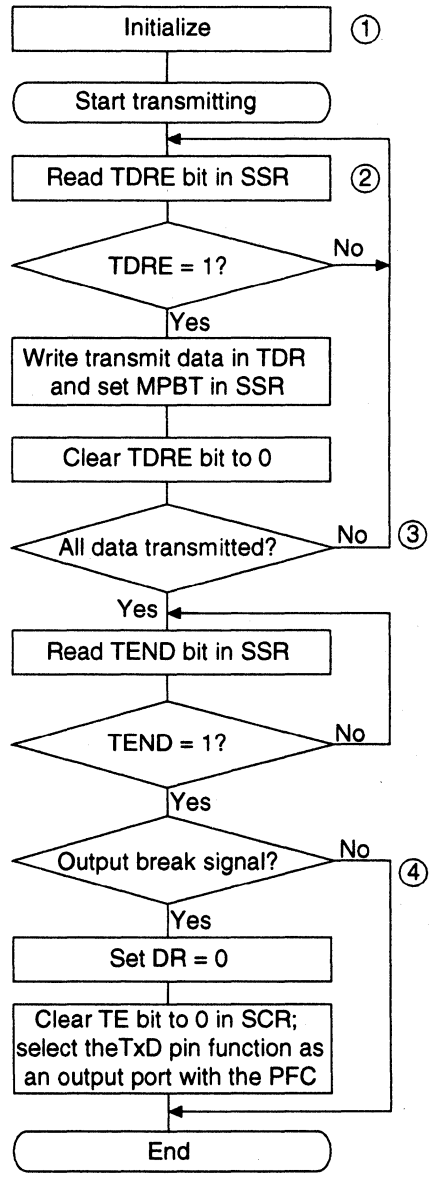 Initialize ①
Start transmitting
Read TDRE bit in SSR ②
TDRE = 1?
No
Yes
Write transmit data in TDR
and set MPBT in SSR
Clear TDRE bit to 0
All data transmitted?
No ③
Yes
Read TEND bit in SSR
TEND = 1?
No
Yes
Output break signal?
No ④
Yes
Set DR = 0
Clear TE bit to 0 in SCR;
select theTxD pin function as
an output port with the PFC
End